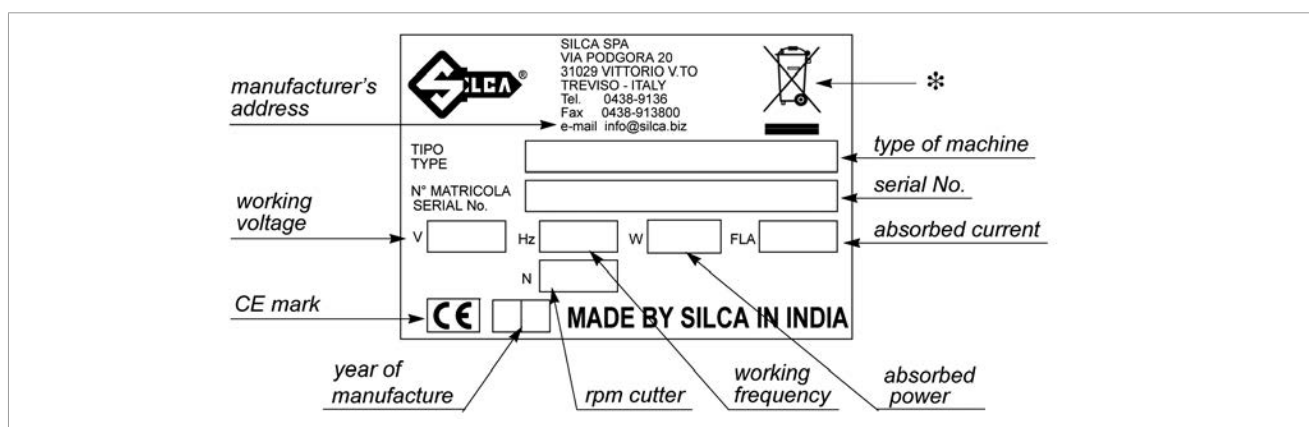 SILCA®
SILCA SPA
VIA PODGORA 20
31029 VITTORIO V.TO
TREVISO - ITALY
Tel. 0438-9136
Fax 0438-913800
e-mail info@silca.biz
manufacturer's
address
*
TIPO
TYPE
type of machine
N° MATRICOLA
SERIAL No.
serial No.
working
voltage
V Hz W FLA
absorbed current
N
CE mark
CE
MADE BY SILCA IN INDIA
year of
manufacture
rpm cutter
working
frequency
absorbed
power